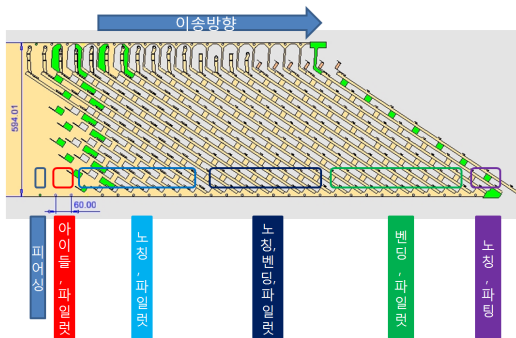 이송방향
594.01
60.00
피어싱
아이들,파일럿
노칭,파일럿
노칭,벤딩,파일럿
벤딩,파일럿
노칭,파팅